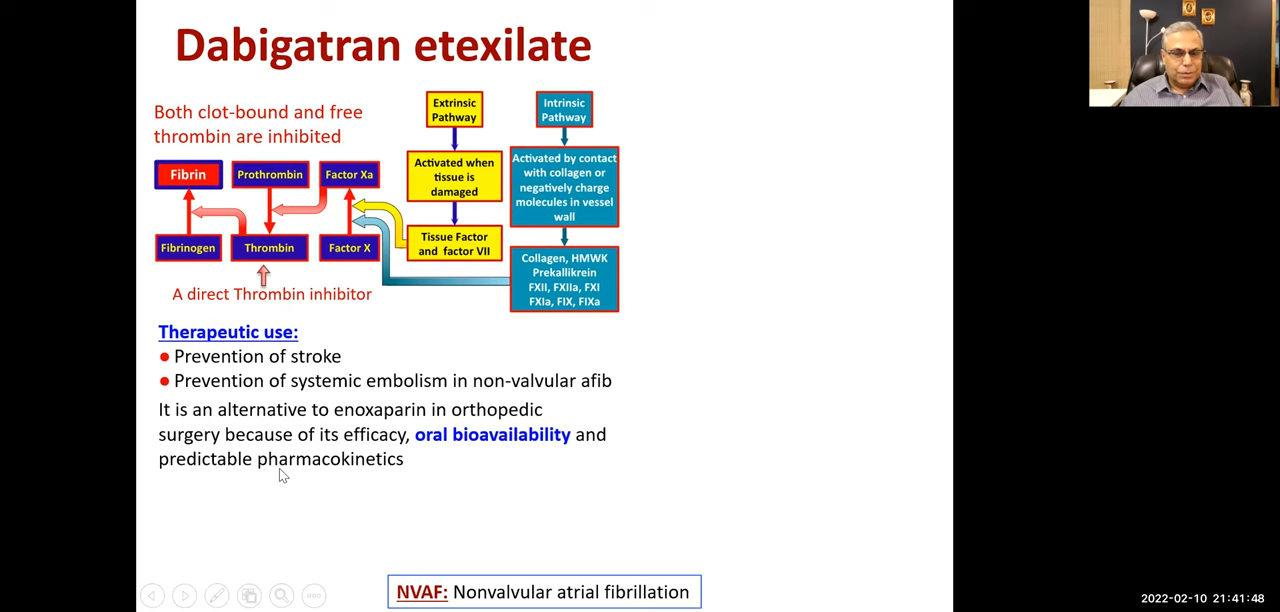 Dabigatran etexilate
Both clot-bound and free
thrombin are inhibited
Fibrin
Prothrombin
Factor Xa
Fibrinogen
Thrombin
Factor X
A direct Thrombin inhibitor
Extrinsic
Pathway
Activated when
tissue is
damaged
Tissue Factor
and factor VII
Intrinsic
Pathway
Activated by contact
with collagen or
negatively charge
molecules in vessel
wall
Collagen, HMWK
Prekallikrein
FXII, FXIIa, FXI
FXIa, FIX, FIXa
Therapeutic use:
● Prevention of stroke
● Prevention of systemic embolism in non-valvular afib
It is an alternative to enoxaparin in orthopedic
surgery because of its efficacy, oral bioavailability and
predictable pharmacokinetics
NVAF: Nonvalvular atrial fibrillation
2022-02-10 21:41:48